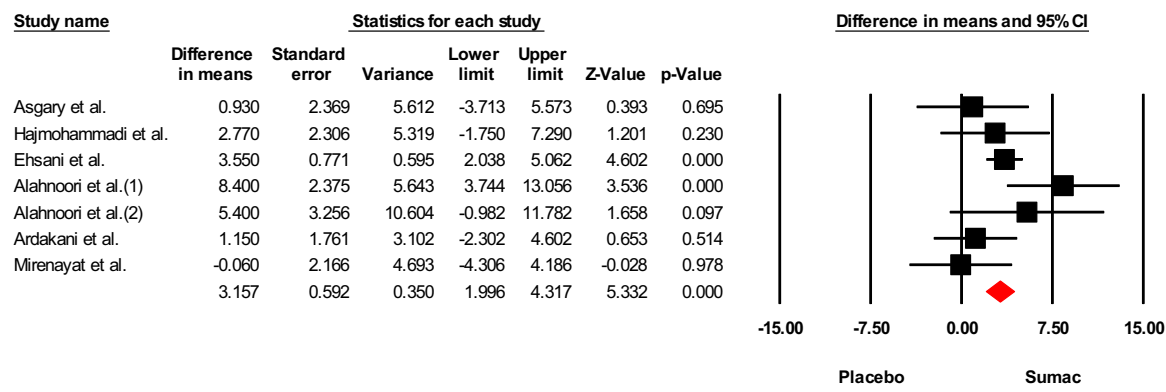 Study name Statistics for each study Difference in means and 95% CI
Difference Standard Lower Upper
in means error Variance limit limit Z-Value p-Value
Asgary et al. 0.930 2.369 5.612 -3.713 5.573 0.393 0.695
Hajmohammadi et al. 2.770 2.306 5.319 -1.750 7.290 1.201 0.230
Ehsani et al. 3.550 0.771 0.595 2.038 5.062 4.602 0.000
Alahnoori et al.(1) 8.400 2.375 5.643 3.744 13.056 3.536 0.000
Alahnoori et al.(2) 5.400 3.256 10.604 -0.982 11.782 1.658 0.097
Ardakani et al. 1.150 1.761 3.102 -2.302 4.602 0.653 0.514
Mirenayat et al. -0.060 2.166 4.693 -4.306 4.186 -0.028 0.978
3.157 0.592 0.350 1.996 4.317 5.332 0.000
-15.00 -7.50 0.00 7.50 15.00
Placebo Sumac